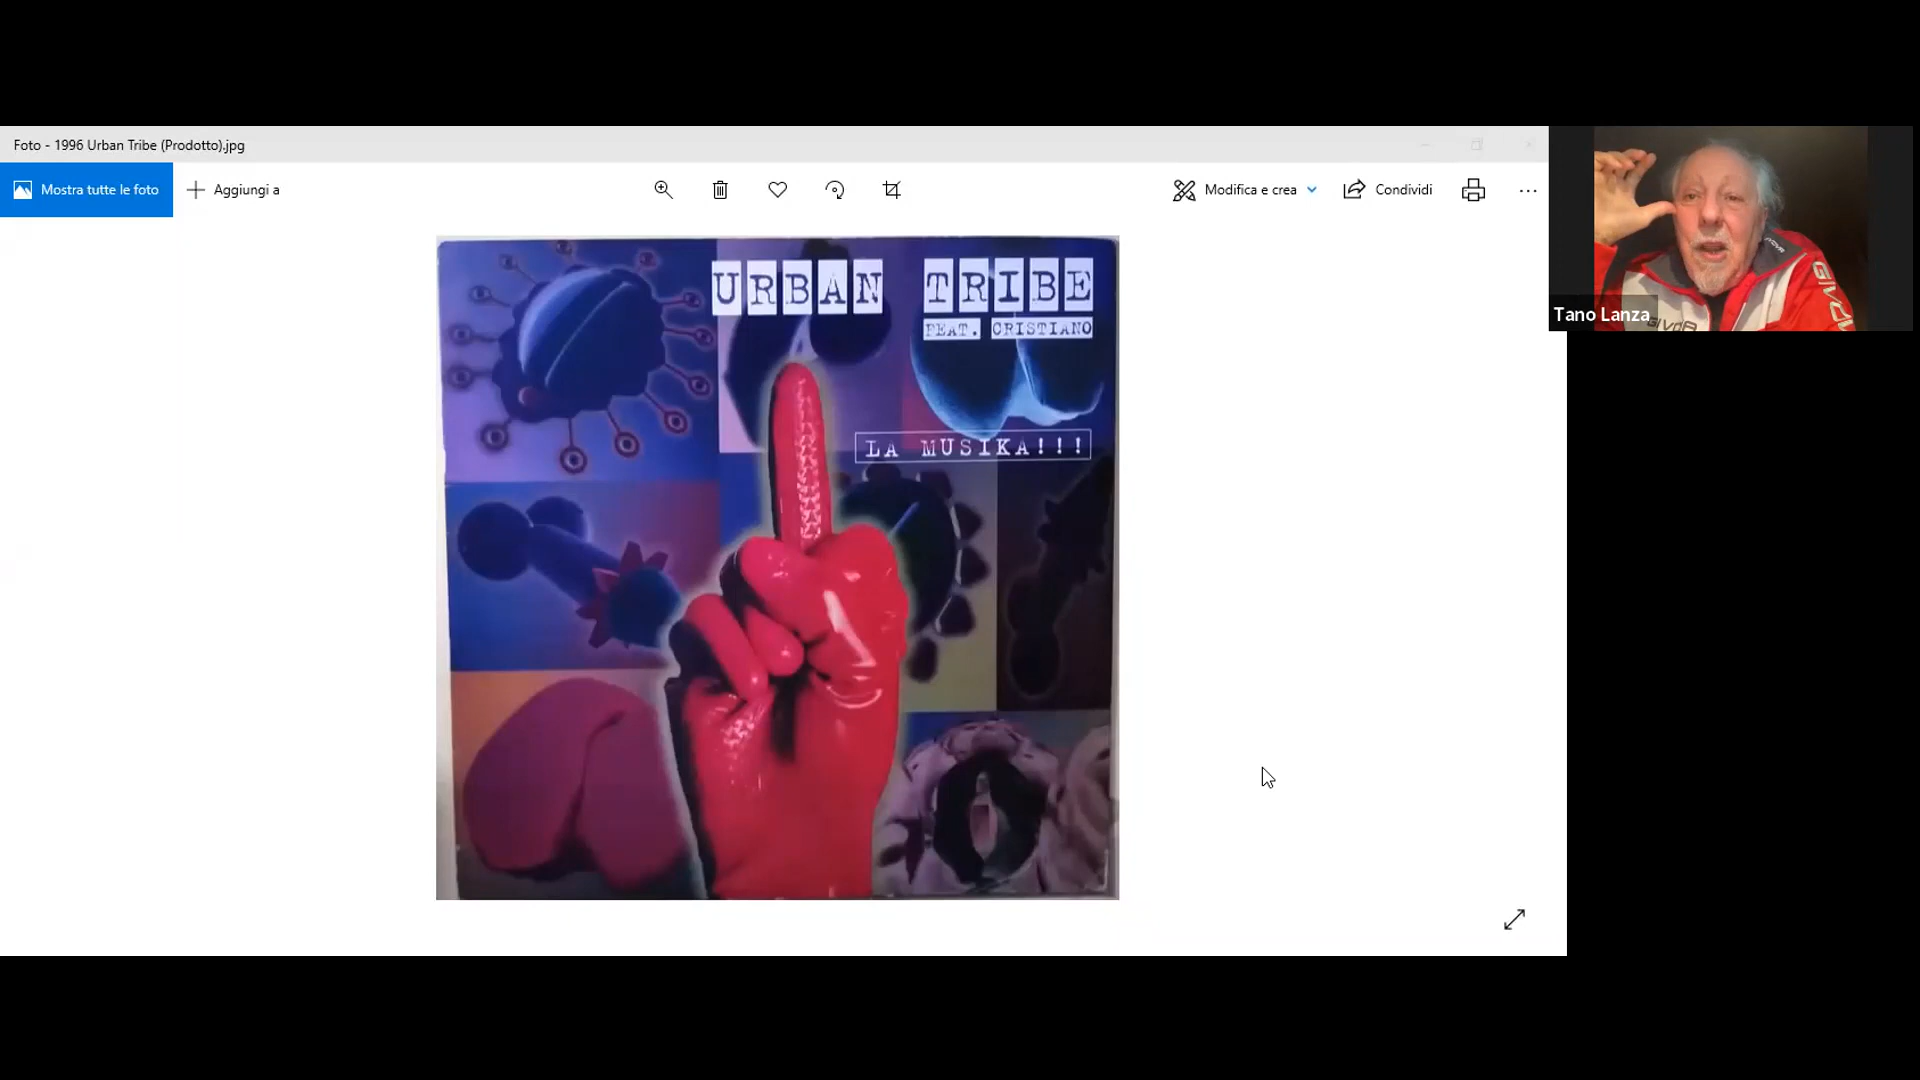 Foto - 1996 Urban Tribe (Prodotto).jpg
Mostra tutte le foto
Aggiungi a
Modifica e crea
Condividi
URBAN TRIBE
FEAT. CRISTIANO
LA MUSIKA!!!
Tano Lanza
GIVOVA